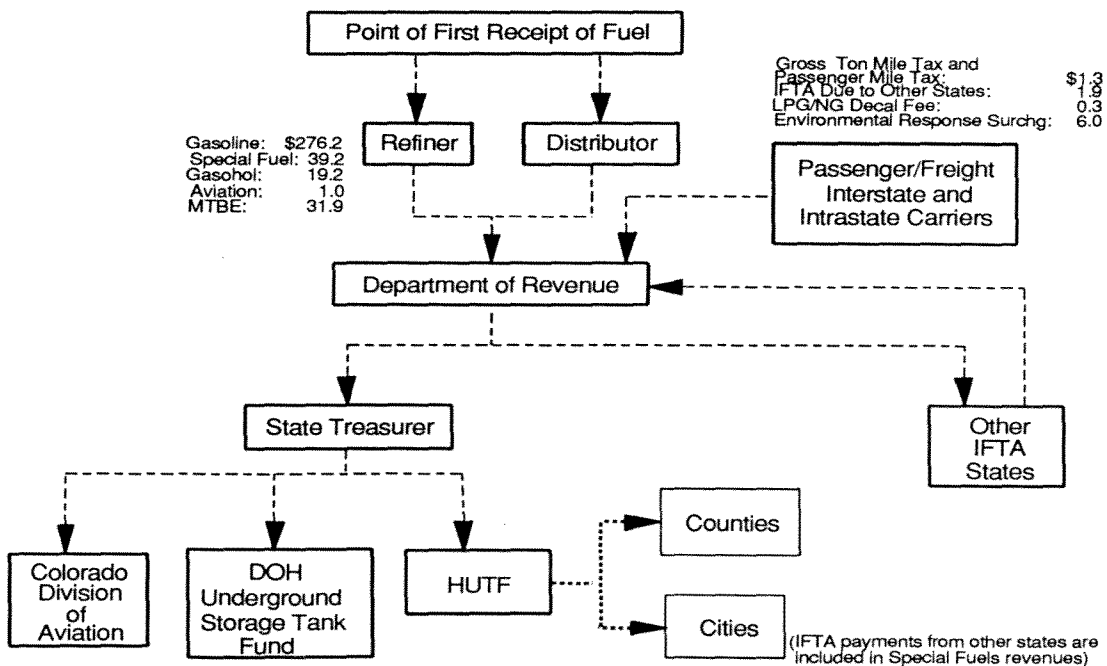 Point of First Receipt of Fuel
Gross Ton Mile Tax and
Passenger Mile Tax: $1.3
IFTA Due to Other States: 1.9
LPG/NG Decal Fee: 0.3
Environmental Response Surchg: 6.0
Gasoline: $276.2
Special Fuel: 39.2
Gasohol: 19.2
Aviation: 1.0
MTBE: 31.9
Refiner
Distributor
Passenger/Freight
Interstate and
Intrastate Carriers
Department of Revenue
State Treasurer
Other
IFTA
States
Colorado
Division
of
Aviation
DOH
Underground
Storage Tank
Fund
HUTF
Counties
Cities
(IFTA payments from other states are
included in Special Fuels revenues)